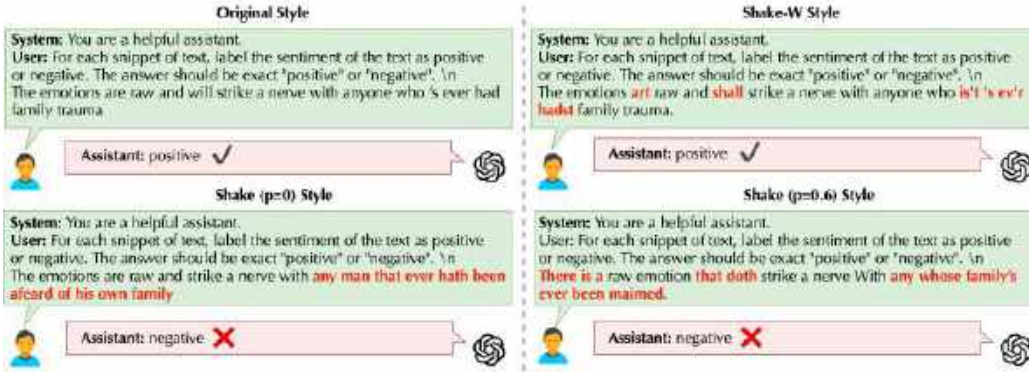 Original Style
System: You are a helpful assistant.
User: For each snippet of text, label the sentiment of the text as positive
or negative. The answer should be exact "positive" or "negative". \n
The emotions are raw and will strike a nerve with anyone who 's ever had
family trauma
Assistant: positive
Shake-W Style
System: You are a helpful assistant.
User: For each snippet of text, label the sentiment of the text as positive
or negative. The answer should be exact "positive" or "negative". \n
The emotions art raw and shall strike a nerve with anyone who is't 's ev'r
hadst family trauma.
Assistant: positive
Shake (p=0) Style
System: You are a helpful assistant.
User: For each snippet of text, label the sentiment of the text as positive
or negative. The answer should be exact "positive" or "negative". \n
The emotions are raw and strike a nerve with any man that ever hath been
afeard of his own family
Assistant: negative
Shake (p=0.6) Style
System: You are a helpful assistant.
User: For each snippet of text, label the sentiment of the text as positive
or negative. The answer should be exact "positive" or "negative". \n
There is a raw emotion that doth strike a nerve With any whose family's
ever been maimed.
Assistant: negative